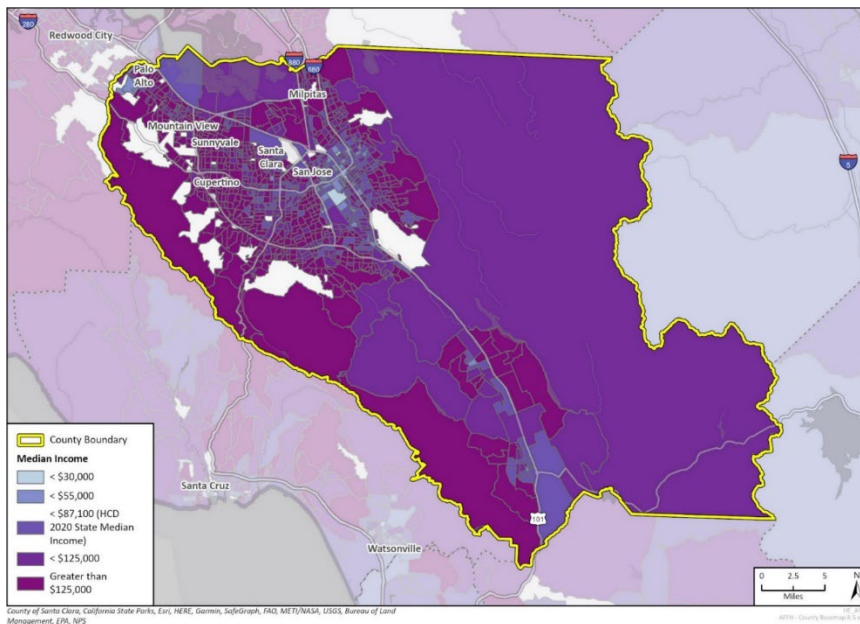 280
Redwood City
Palo
Alto
880
680
Milpitas
Mountain View
Sunnyvale
Santa
Clara
San Jose
Cupertino
5
County Boundary
Median Income
< $30,000
< $55,000
< $87,100 (HCD
2020 State Median
Income)
< $125,000
Greater than
$125,000
Santa Cruz
Watsonville
101
0 2.5 5
Miles
N
County of Santa Clara, California State Parks, Esri, HERE, Garmin, SafeGraph, FAO, METI/NASA, USGS, Bureau of Land
Management, EPA, NPS